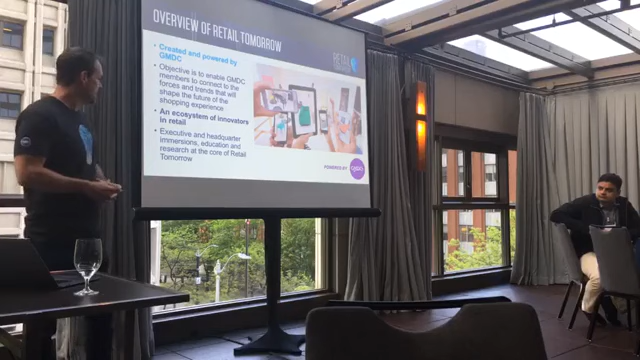 OVERVIEW OF RETAIL TOMORROW
RETAIL
• Created and powered by
GMDC
• Objective is to enable GMDC
members to connect to the
forces and trends that will
shape the future of the
shopping experience
• An ecosystem of innovators
in retail
• Executive and headquarter
immersions, education and
research at the core of Retail
Tomorrow
POWERED BY